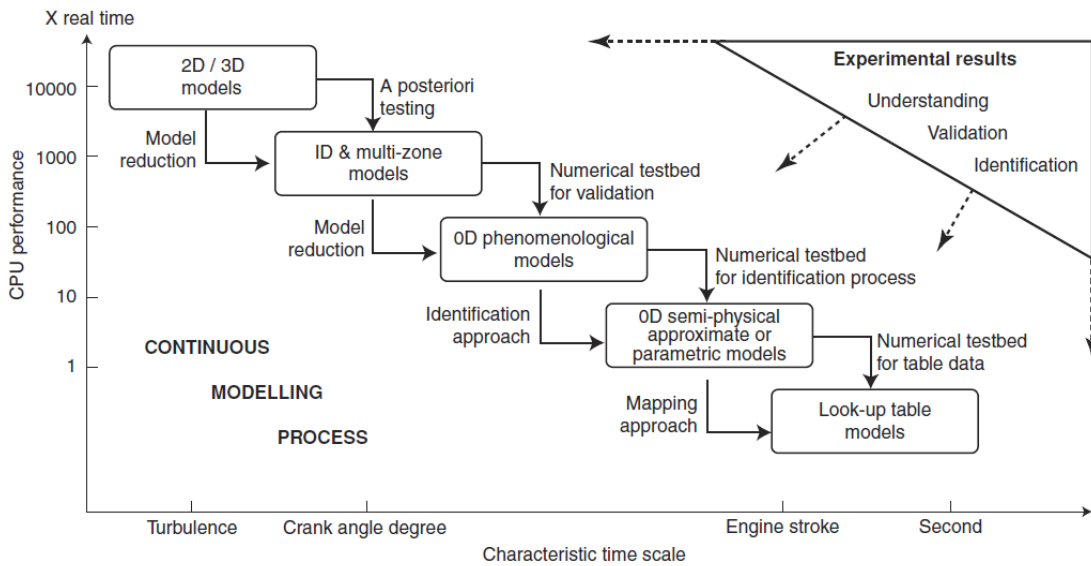 X real time
CPU performance
10000
1000
100
10
1
2D / 3D
models
A posteriori
testing
Model
reduction
ID & multi-zone
models
Numerical testbed
for validation
Model
reduction
0D phenomenological
models
Numerical testbed
for identification process
Identification
approach
0D semi-physical
approximate or
parametric models
Numerical testbed
for table data
Mapping
approach
Look-up table
models
Experimental results
Understanding
Validation
Identification
CONTINUOUS
MODELLING
PROCESS
Turbulence
Crank angle degree
Engine stroke
Second
Characteristic time scale